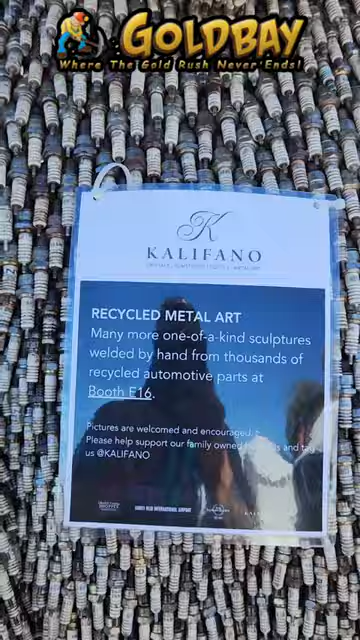 GOLDBAY
Where The Gold Rush Never Ends!
K
KALIFANO
RECYCLED METAL ART
Many more one-of-a-kind sculptures
welded by hand from thousands of
recycled automotive parts at
Booth E16.
Pictures are welcomed and encouraged.
Please help support our family owned and tag
us @KALIFANO